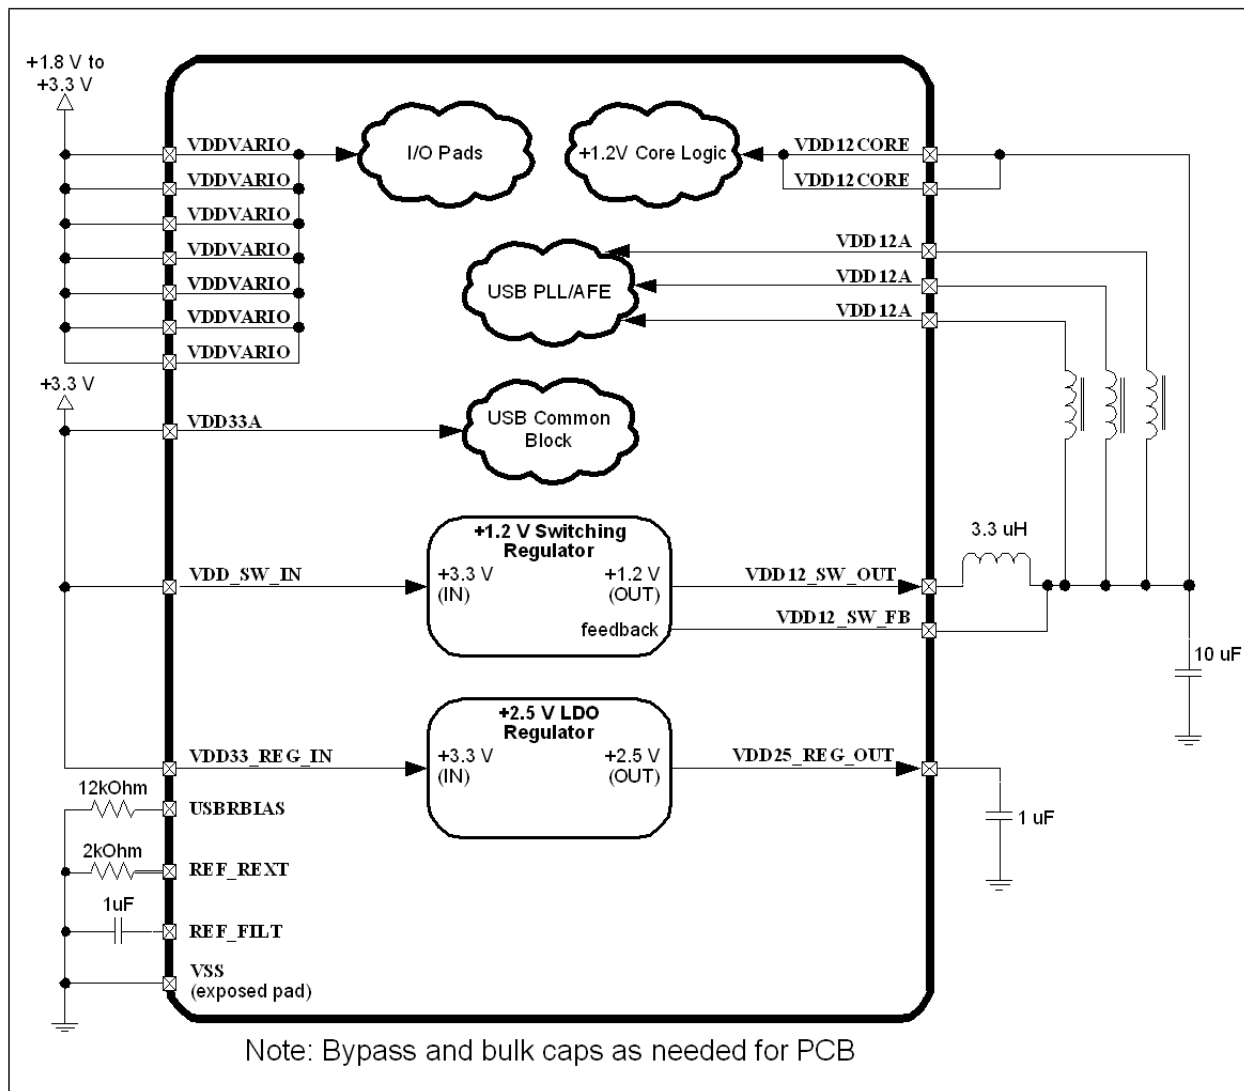 +1.8 V to
+3.3 V
VDDVARIO
VDDVARIO
VDDVARIO
VDDVARIO
VDDVARIO
VDDVARIO
VDDVARIO
I/O Pads
+1.2V Core Logic
VDD12CORE
VDD12CORE
VDD12A
VDD12A
VDD12A
USB PLL/AFE
+3.3 V
VDD33A
USB Common
Block
+1.2 V Switching
Regulator
VDD_SW_IN
+3.3 V
(IN)
+1.2 V
(OUT)
feedback
VDD12_SW_OUT
VDD12_SW_FB
3.3 uH
10 uF
+2.5 V LDO
Regulator
VDD33_REG_IN
+3.3 V
(IN)
+2.5 V
(OUT)
VDD25_REG_OUT
1 uF
12kOhm
USBRBIAS
2kOhm
REF_REXT
1uF
REF_FILT
VSS
(exposed pad)
Note: Bypass and bulk caps as needed for PCB